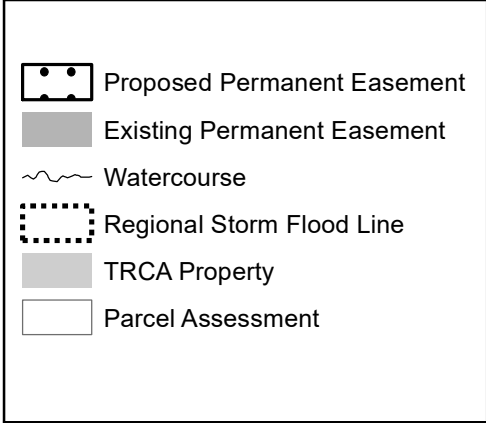 Proposed Permanent Easement
Existing Permanent Easement
Watercourse
Regional Storm Flood Line
TRCA Property
Parcel Assessment